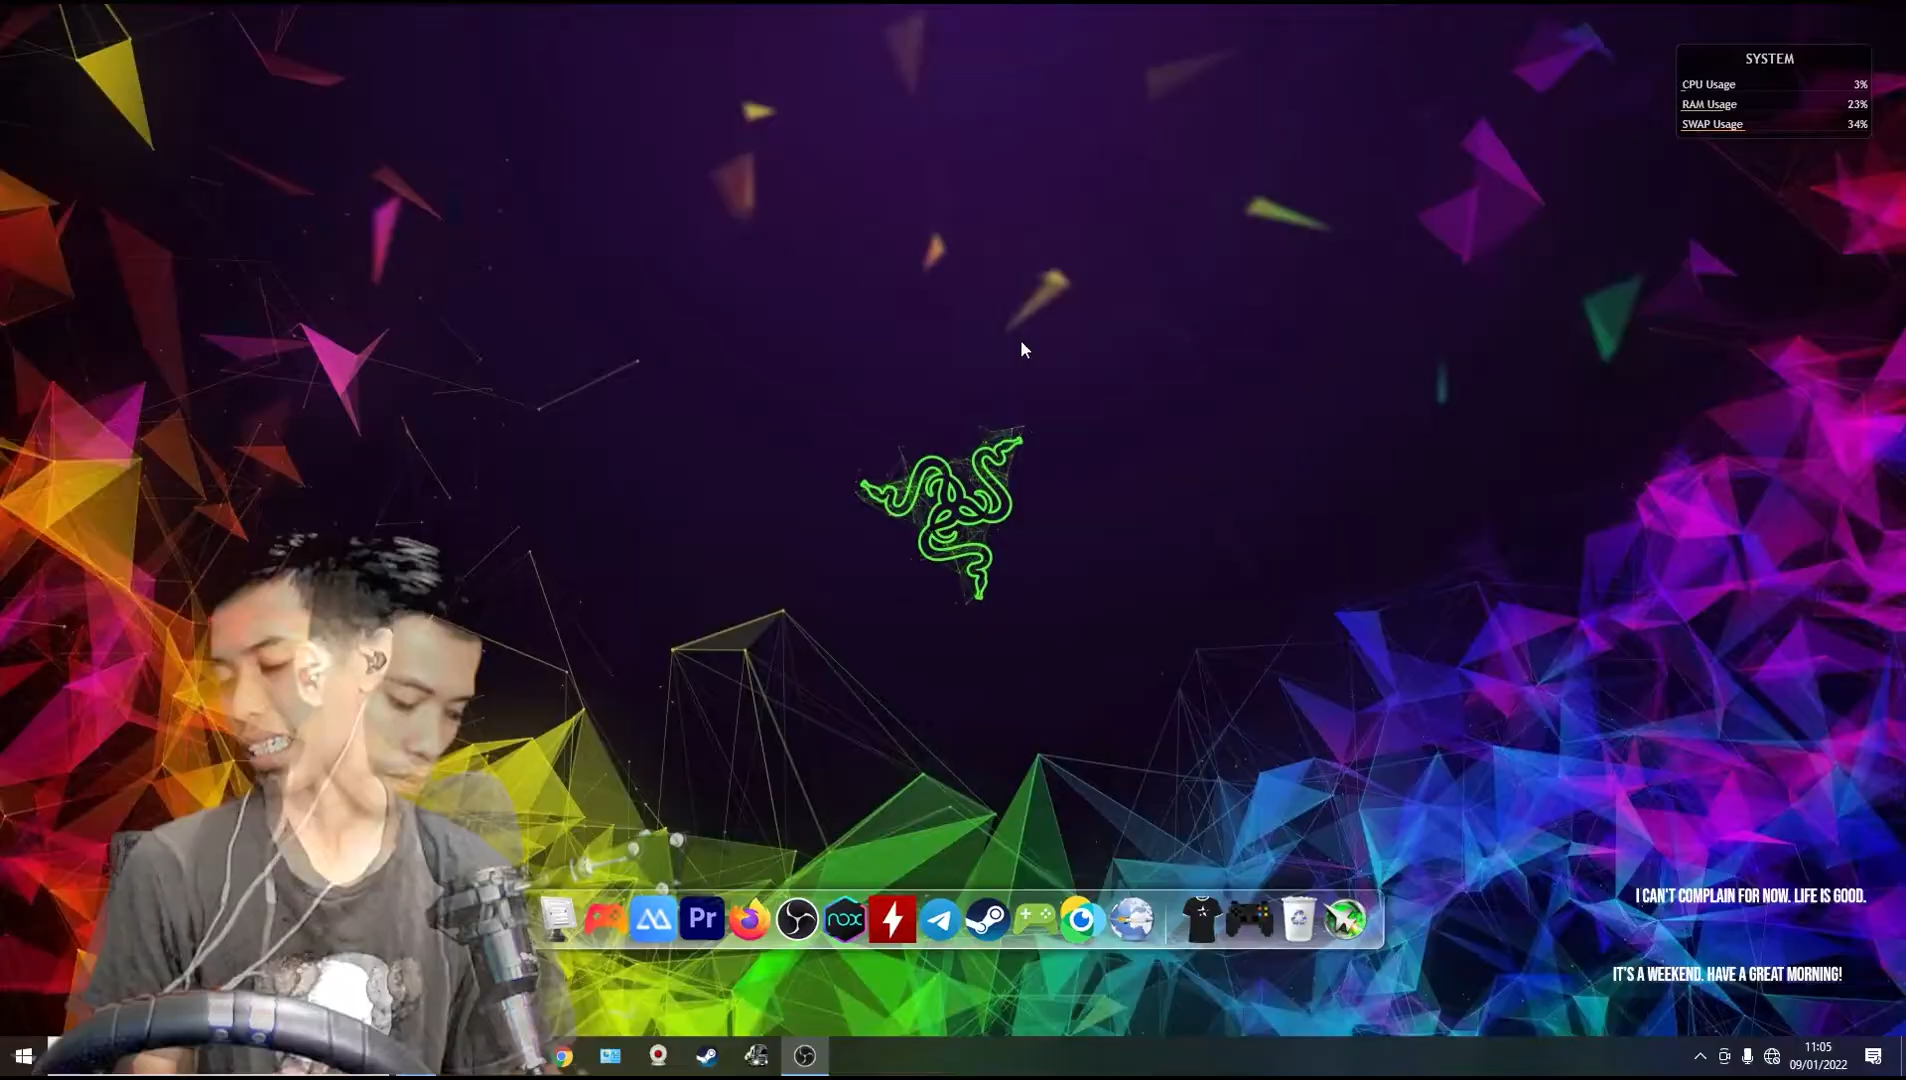 SYSTEM
CPU Usage 3%
RAM Usage 23%
SWAP Usage 34%
I CAN'T COMPLAIN FOR NOW. LIFE IS GOOD.
Pr
nox
IT'S A WEEKEND. HAVE A GREAT MORNING!
11:05
09/01/2022